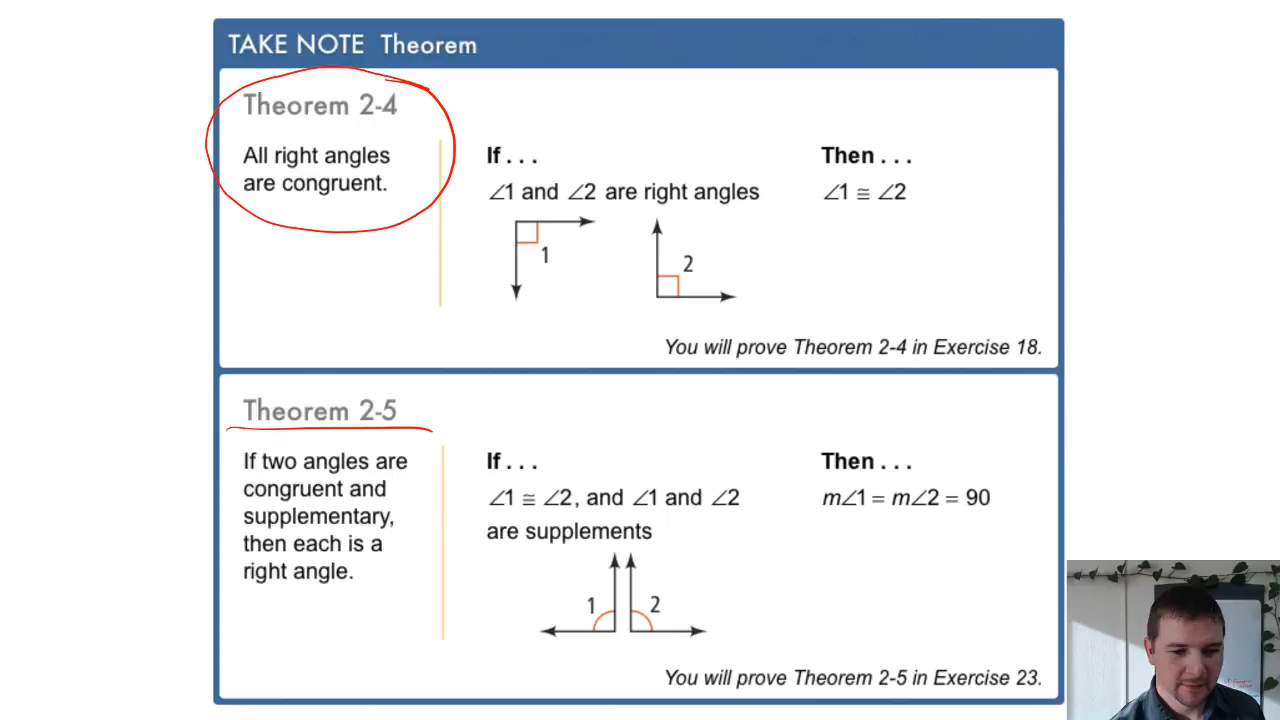 TAKE NOTE Theorem
Theorem 2-4
All right angles
are congruent.
If . . .
∠1 and ∠2 are right angles
1
2
Then . . .
∠1 ≅ ∠2
You will prove Theorem 2-4 in Exercise 18.
Theorem 2-5
If two angles are
congruent and
supplementary,
then each is a
right angle.
If . . .
∠1 ≅ ∠2, and ∠1 and ∠2
are supplements
1
2
Then . . .
m∠1 = m∠2 = 90
You will prove Theorem 2-5 in Exercise 23.